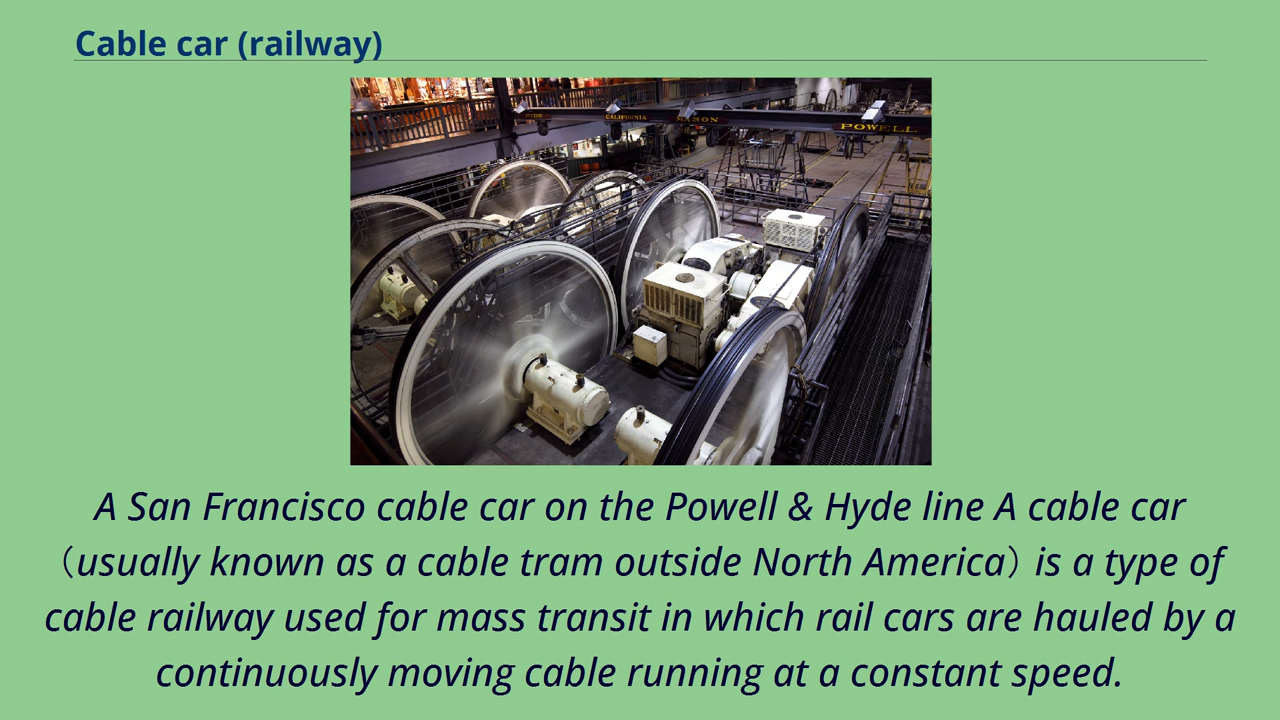 Cable car (railway)
HYDE
CALIFORNIA
MASON
POWELL
A San Francisco cable car on the Powell & Hyde line A cable car
（usually known as a cable tram outside North America）is a type of
cable railway used for mass transit in which rail cars are hauled by a
continuously moving cable running at a constant speed.